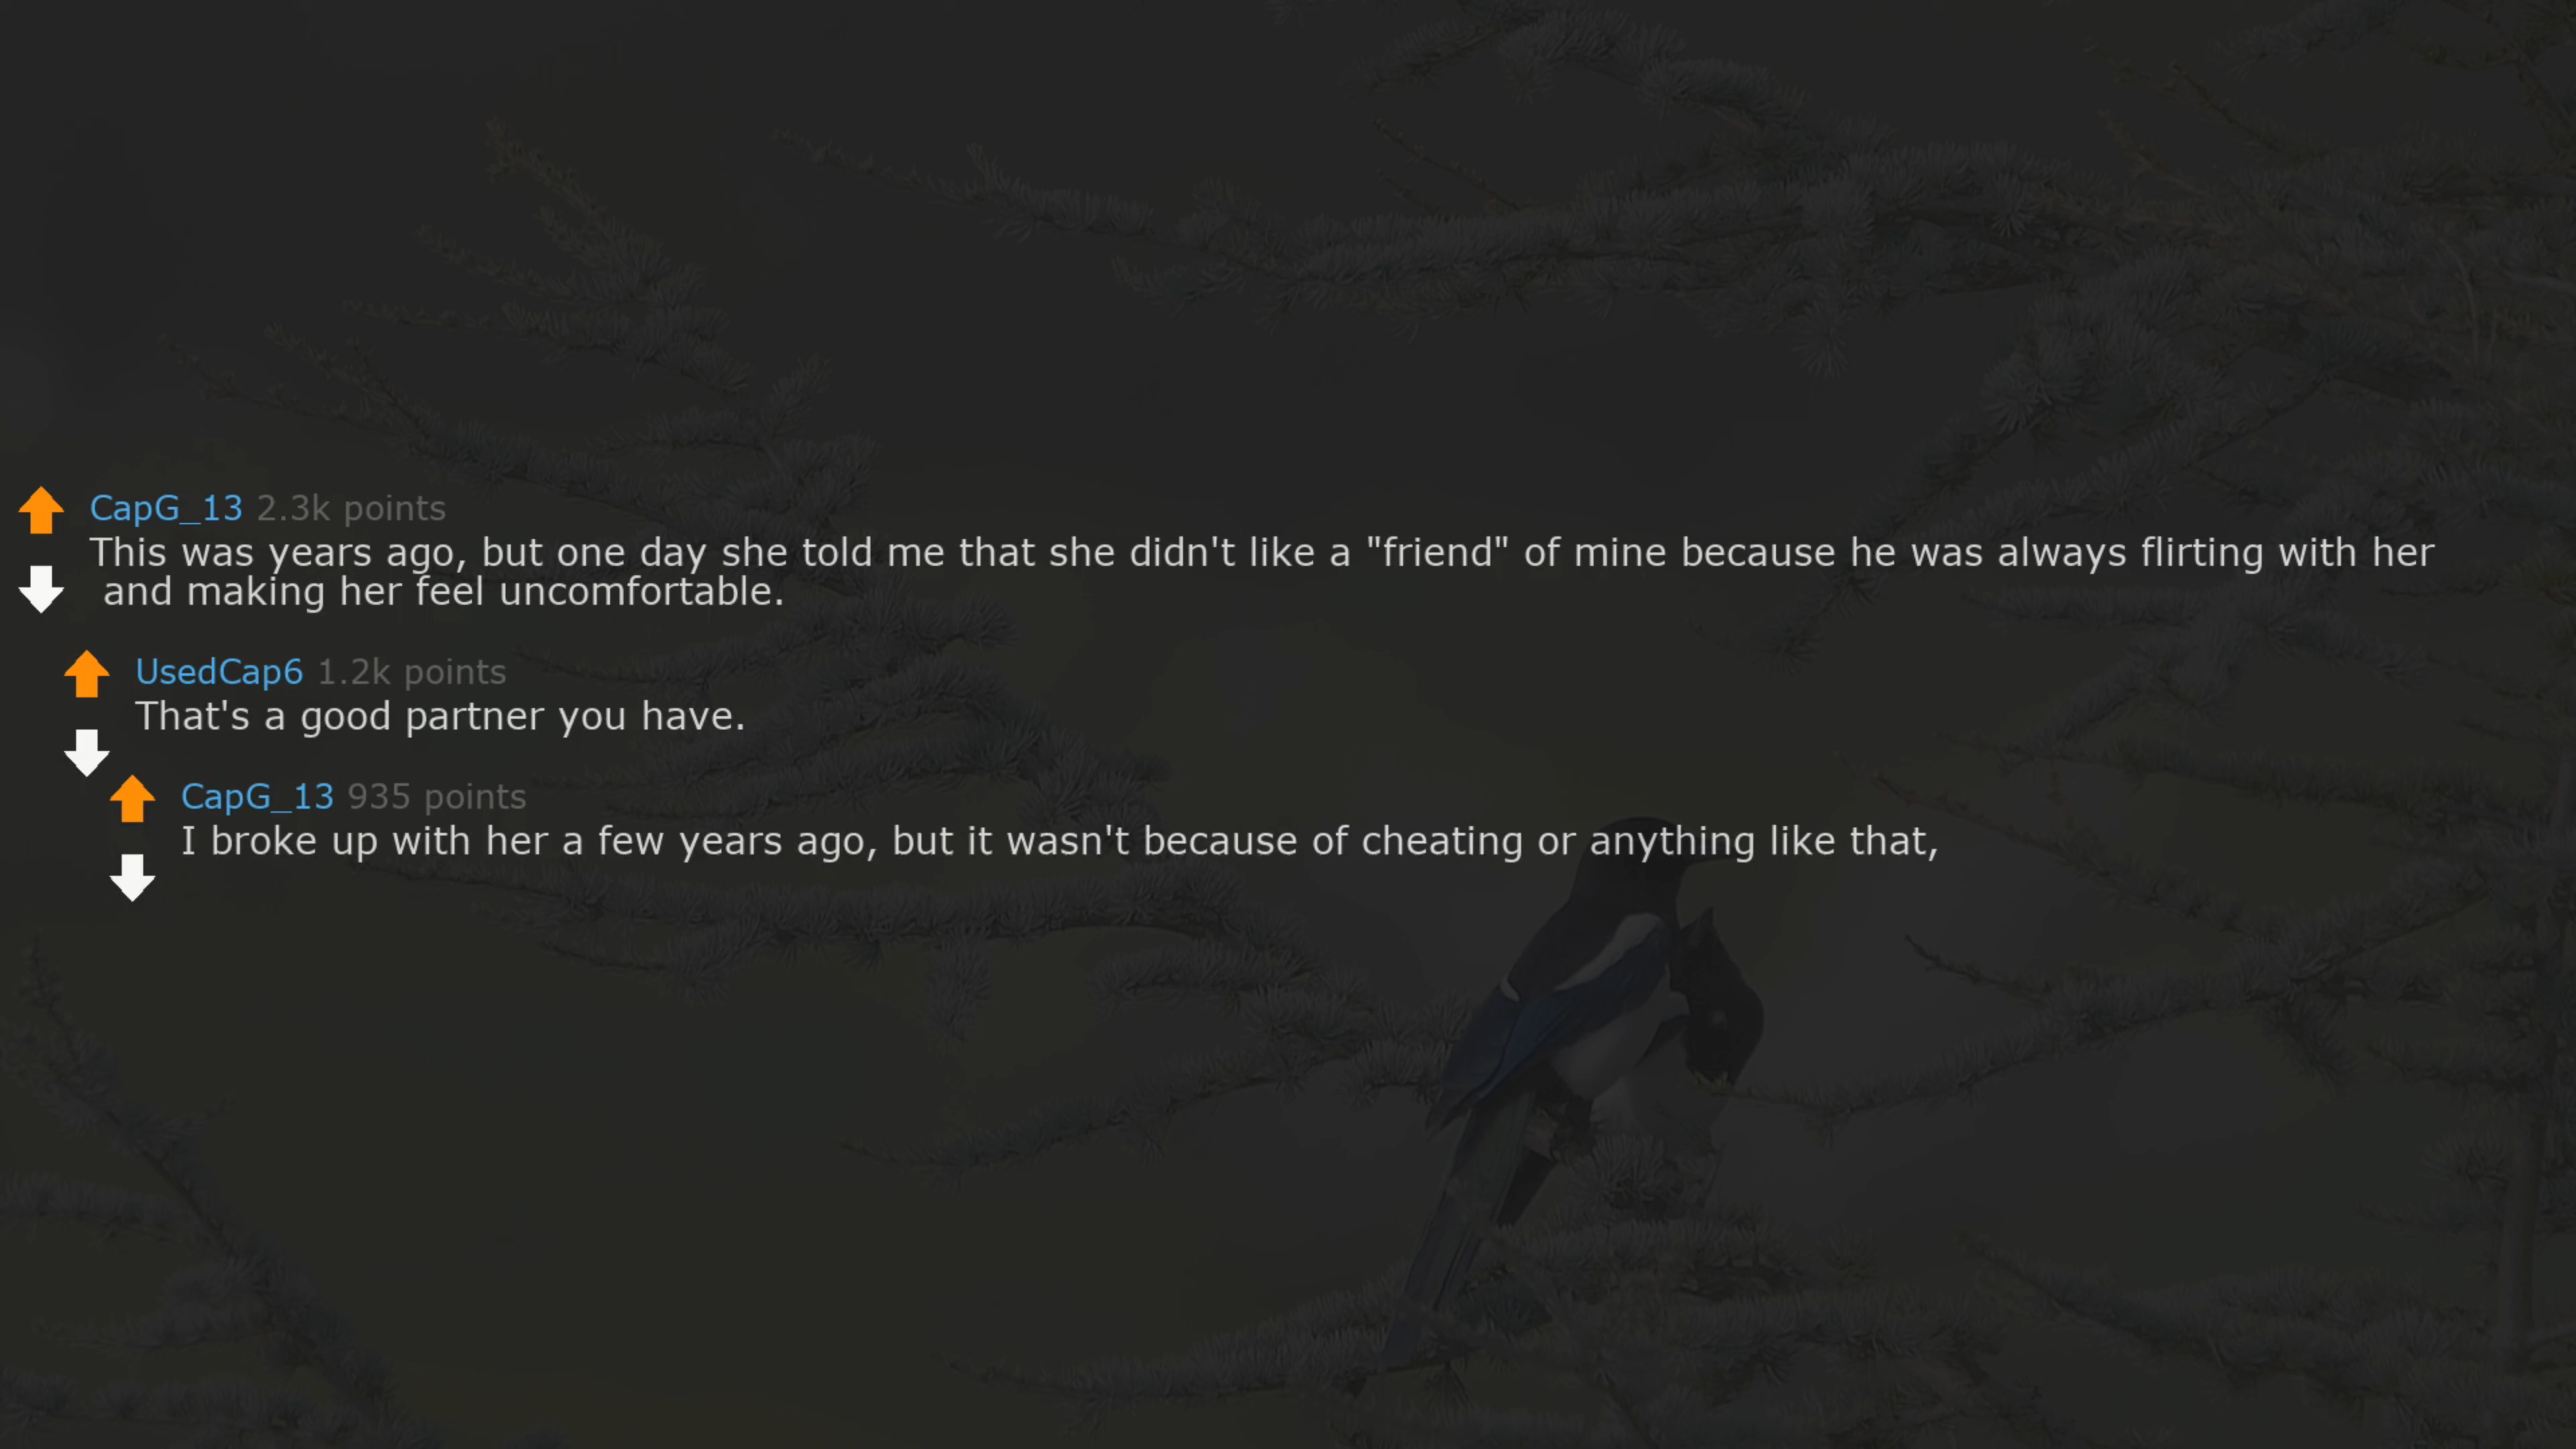 CapG_13 2.3k points
This was years ago, but one day she told me that she didn't like a "friend" of mine because he was always flirting with her
and making her feel uncomfortable.
UsedCap6 1.2k points
That's a good partner you have.
CapG_13 935 points
I broke up with her a few years ago, but it wasn't because of cheating or anything like that,